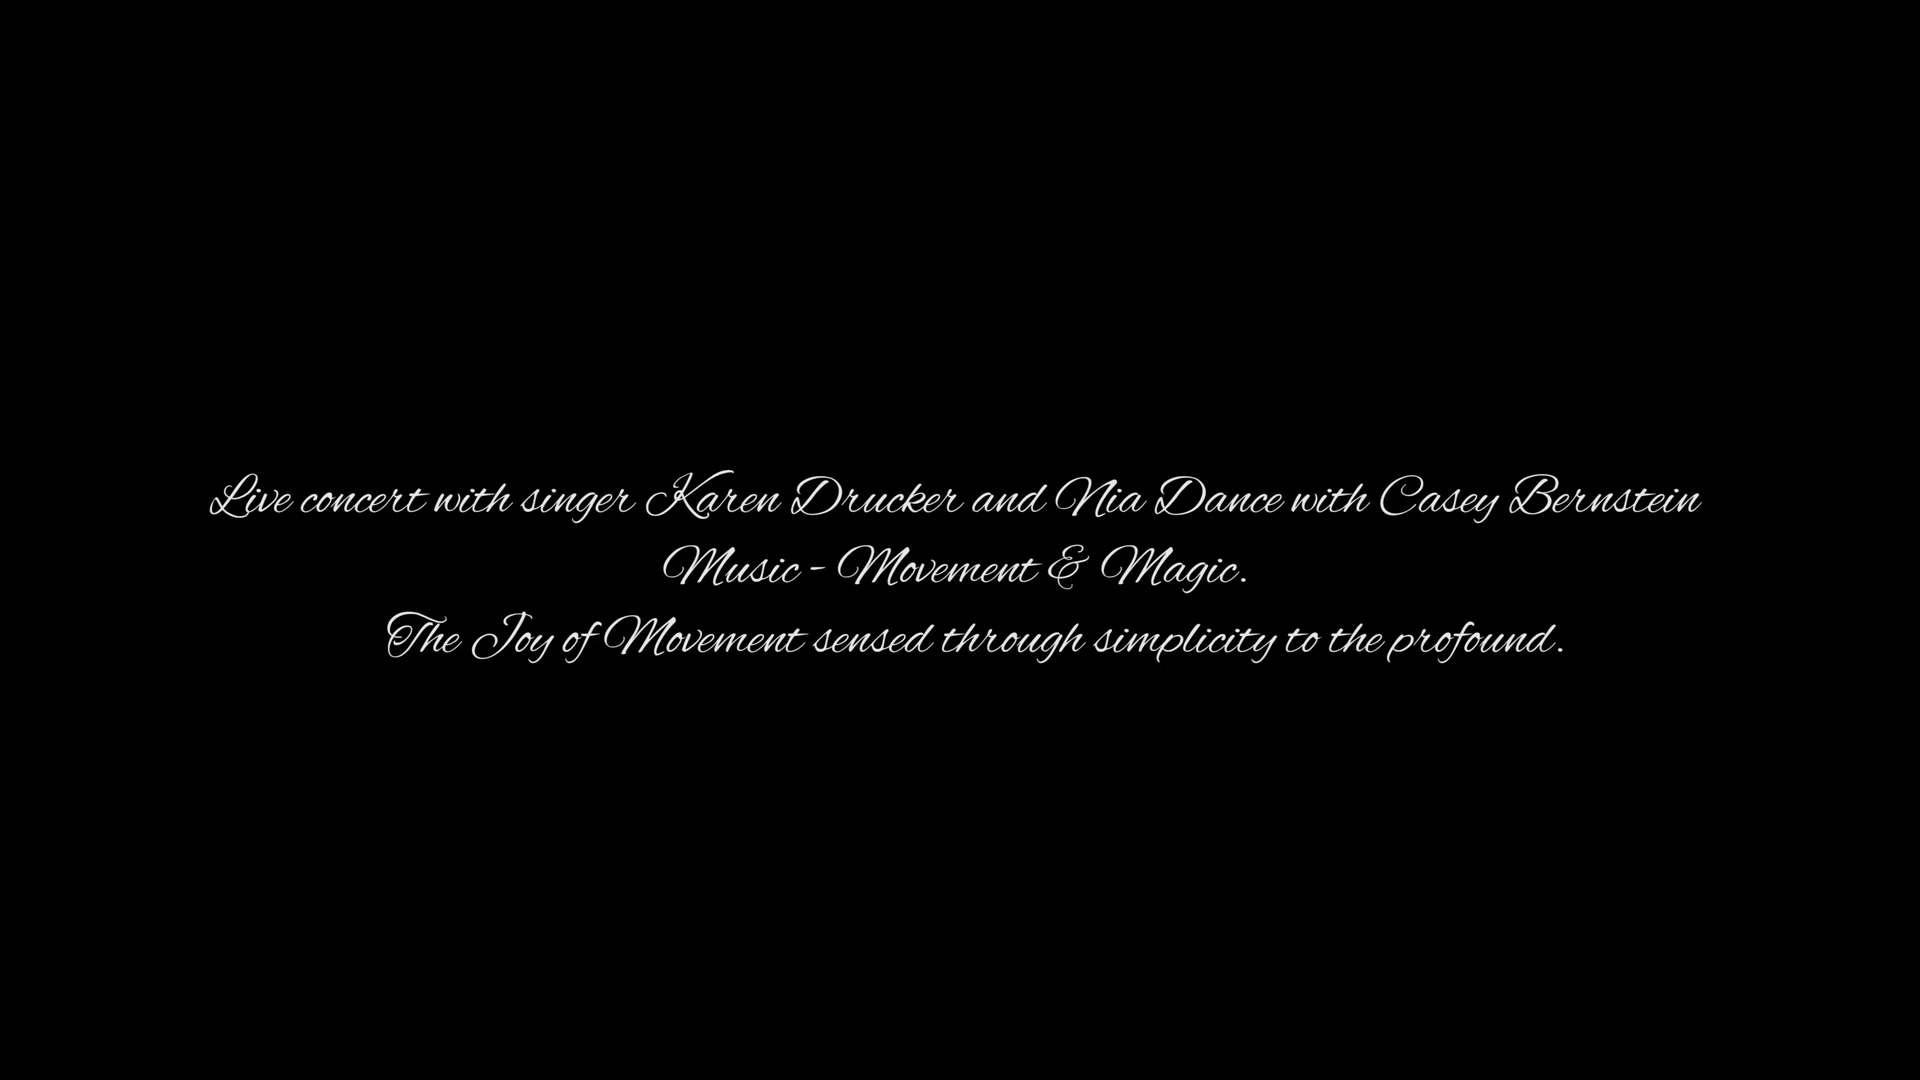 Live concert with singer Karen Drucker and Nia Dance with Casey Bernstein
Music - Movement & Magic.
The Joy of Movement sensed through simplicity to the profound.